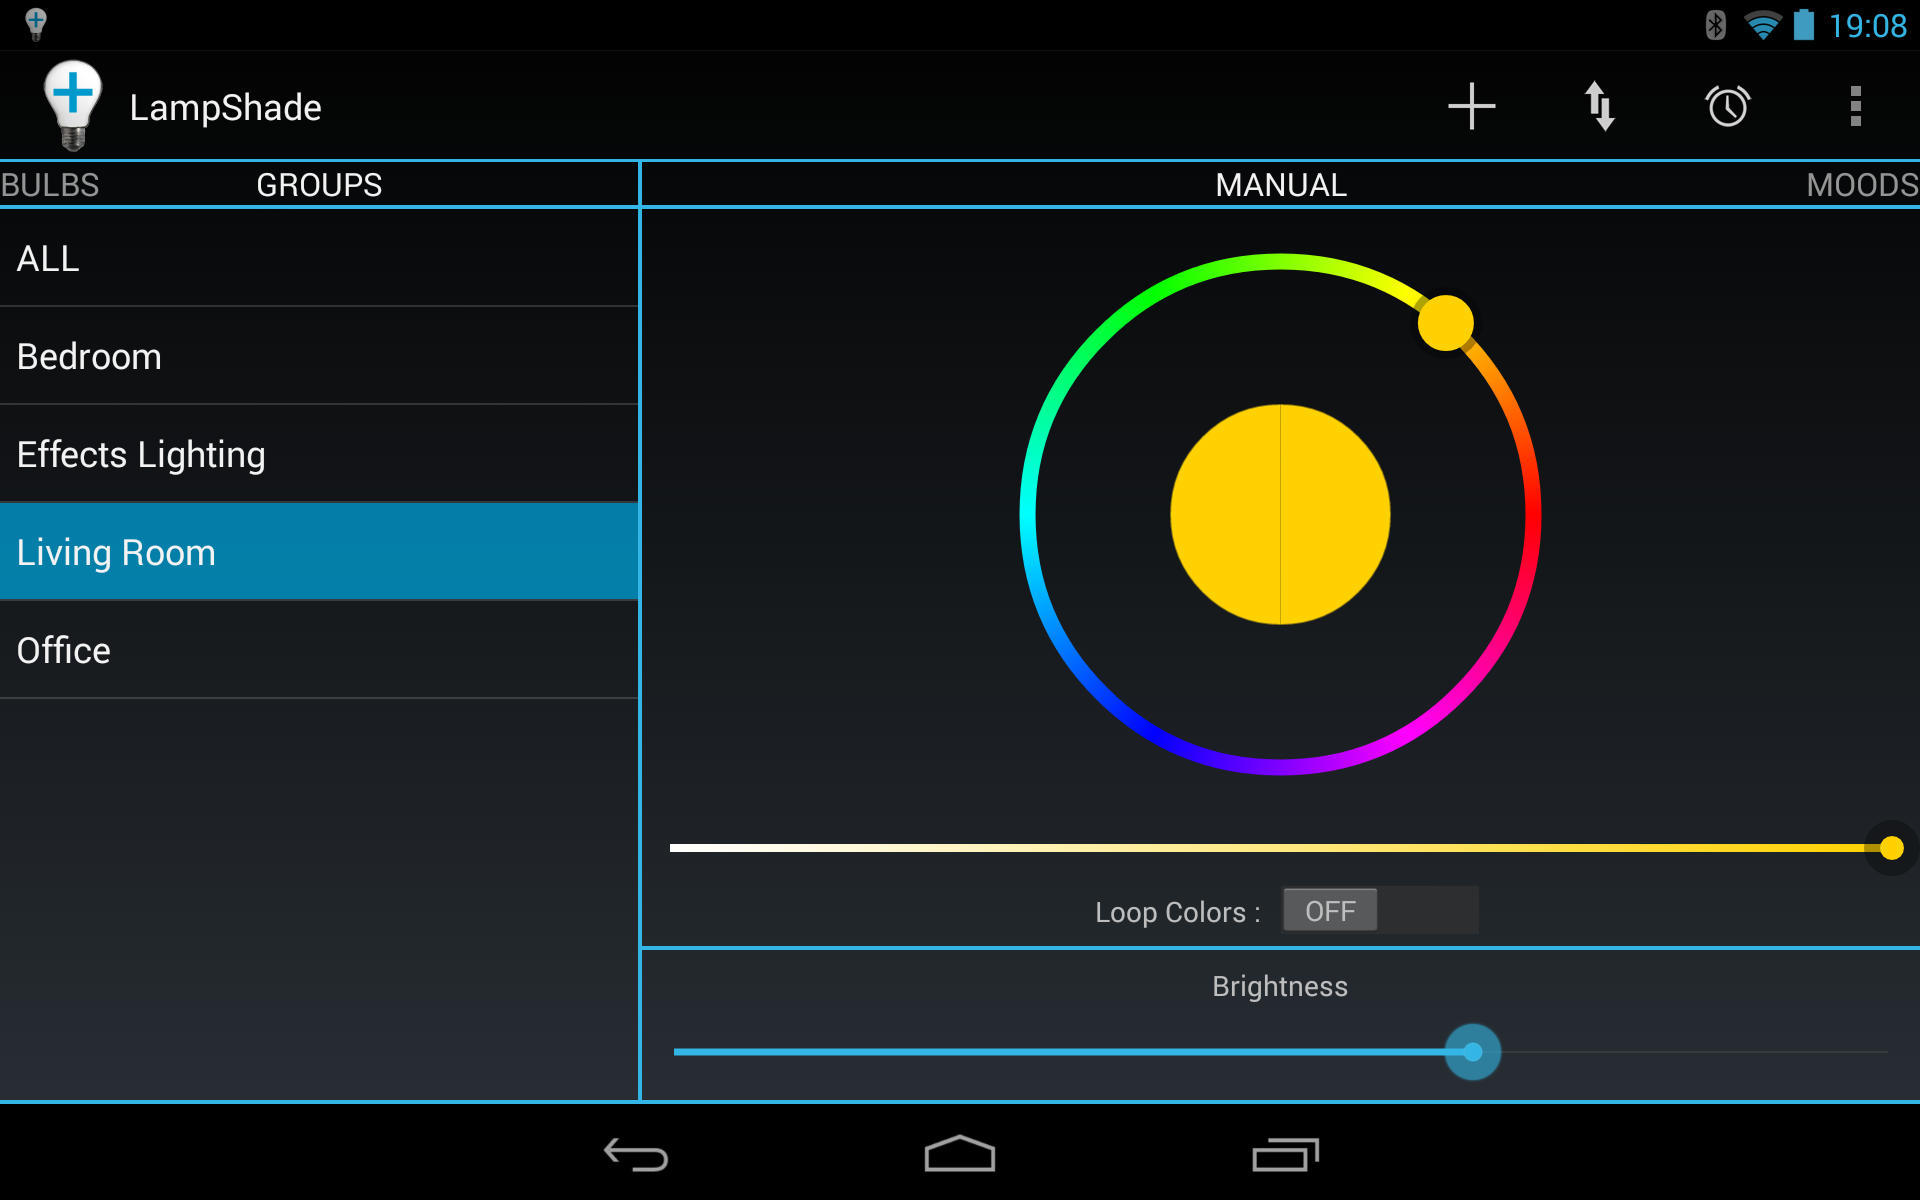 19:08
LampShade
BULBS GROUPS MANUAL MOODS
ALL
Bedroom
Effects Lighting
Living Room
Office
Loop Colors : OFF
Brightness